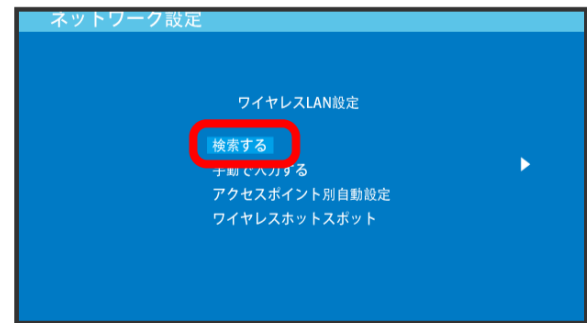 ネットワーク設定
ワイヤレスLAN設定
検索する
手動で入力する
アクセスポイント別自動設定
ワイヤレスホットスポット